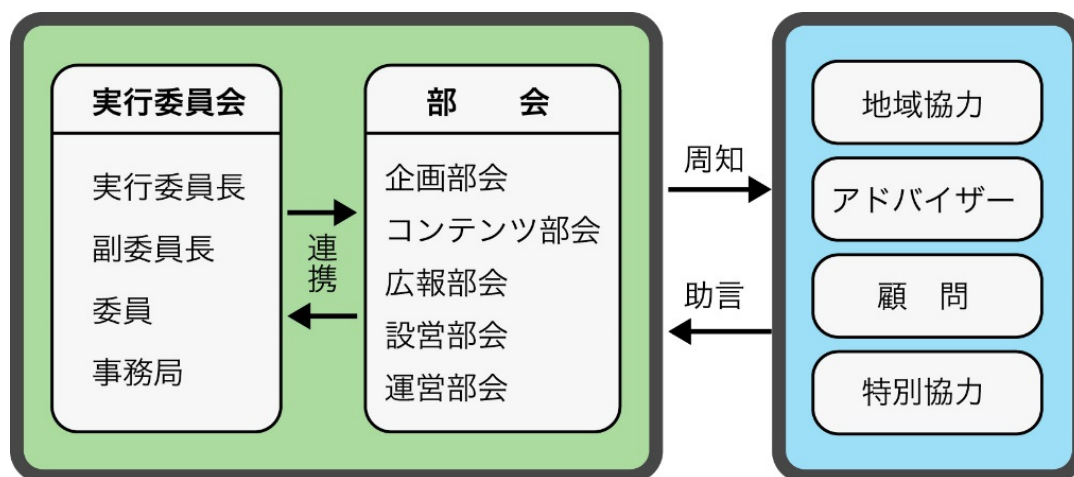 実行委員会
実行委員長
副委員長
委員
事務局
連携
部　会
企画部会
コンテンツ部会
広報部会
設営部会
運営部会
周知
助言
地域協力
アドバイザー
顧　問
特別協力